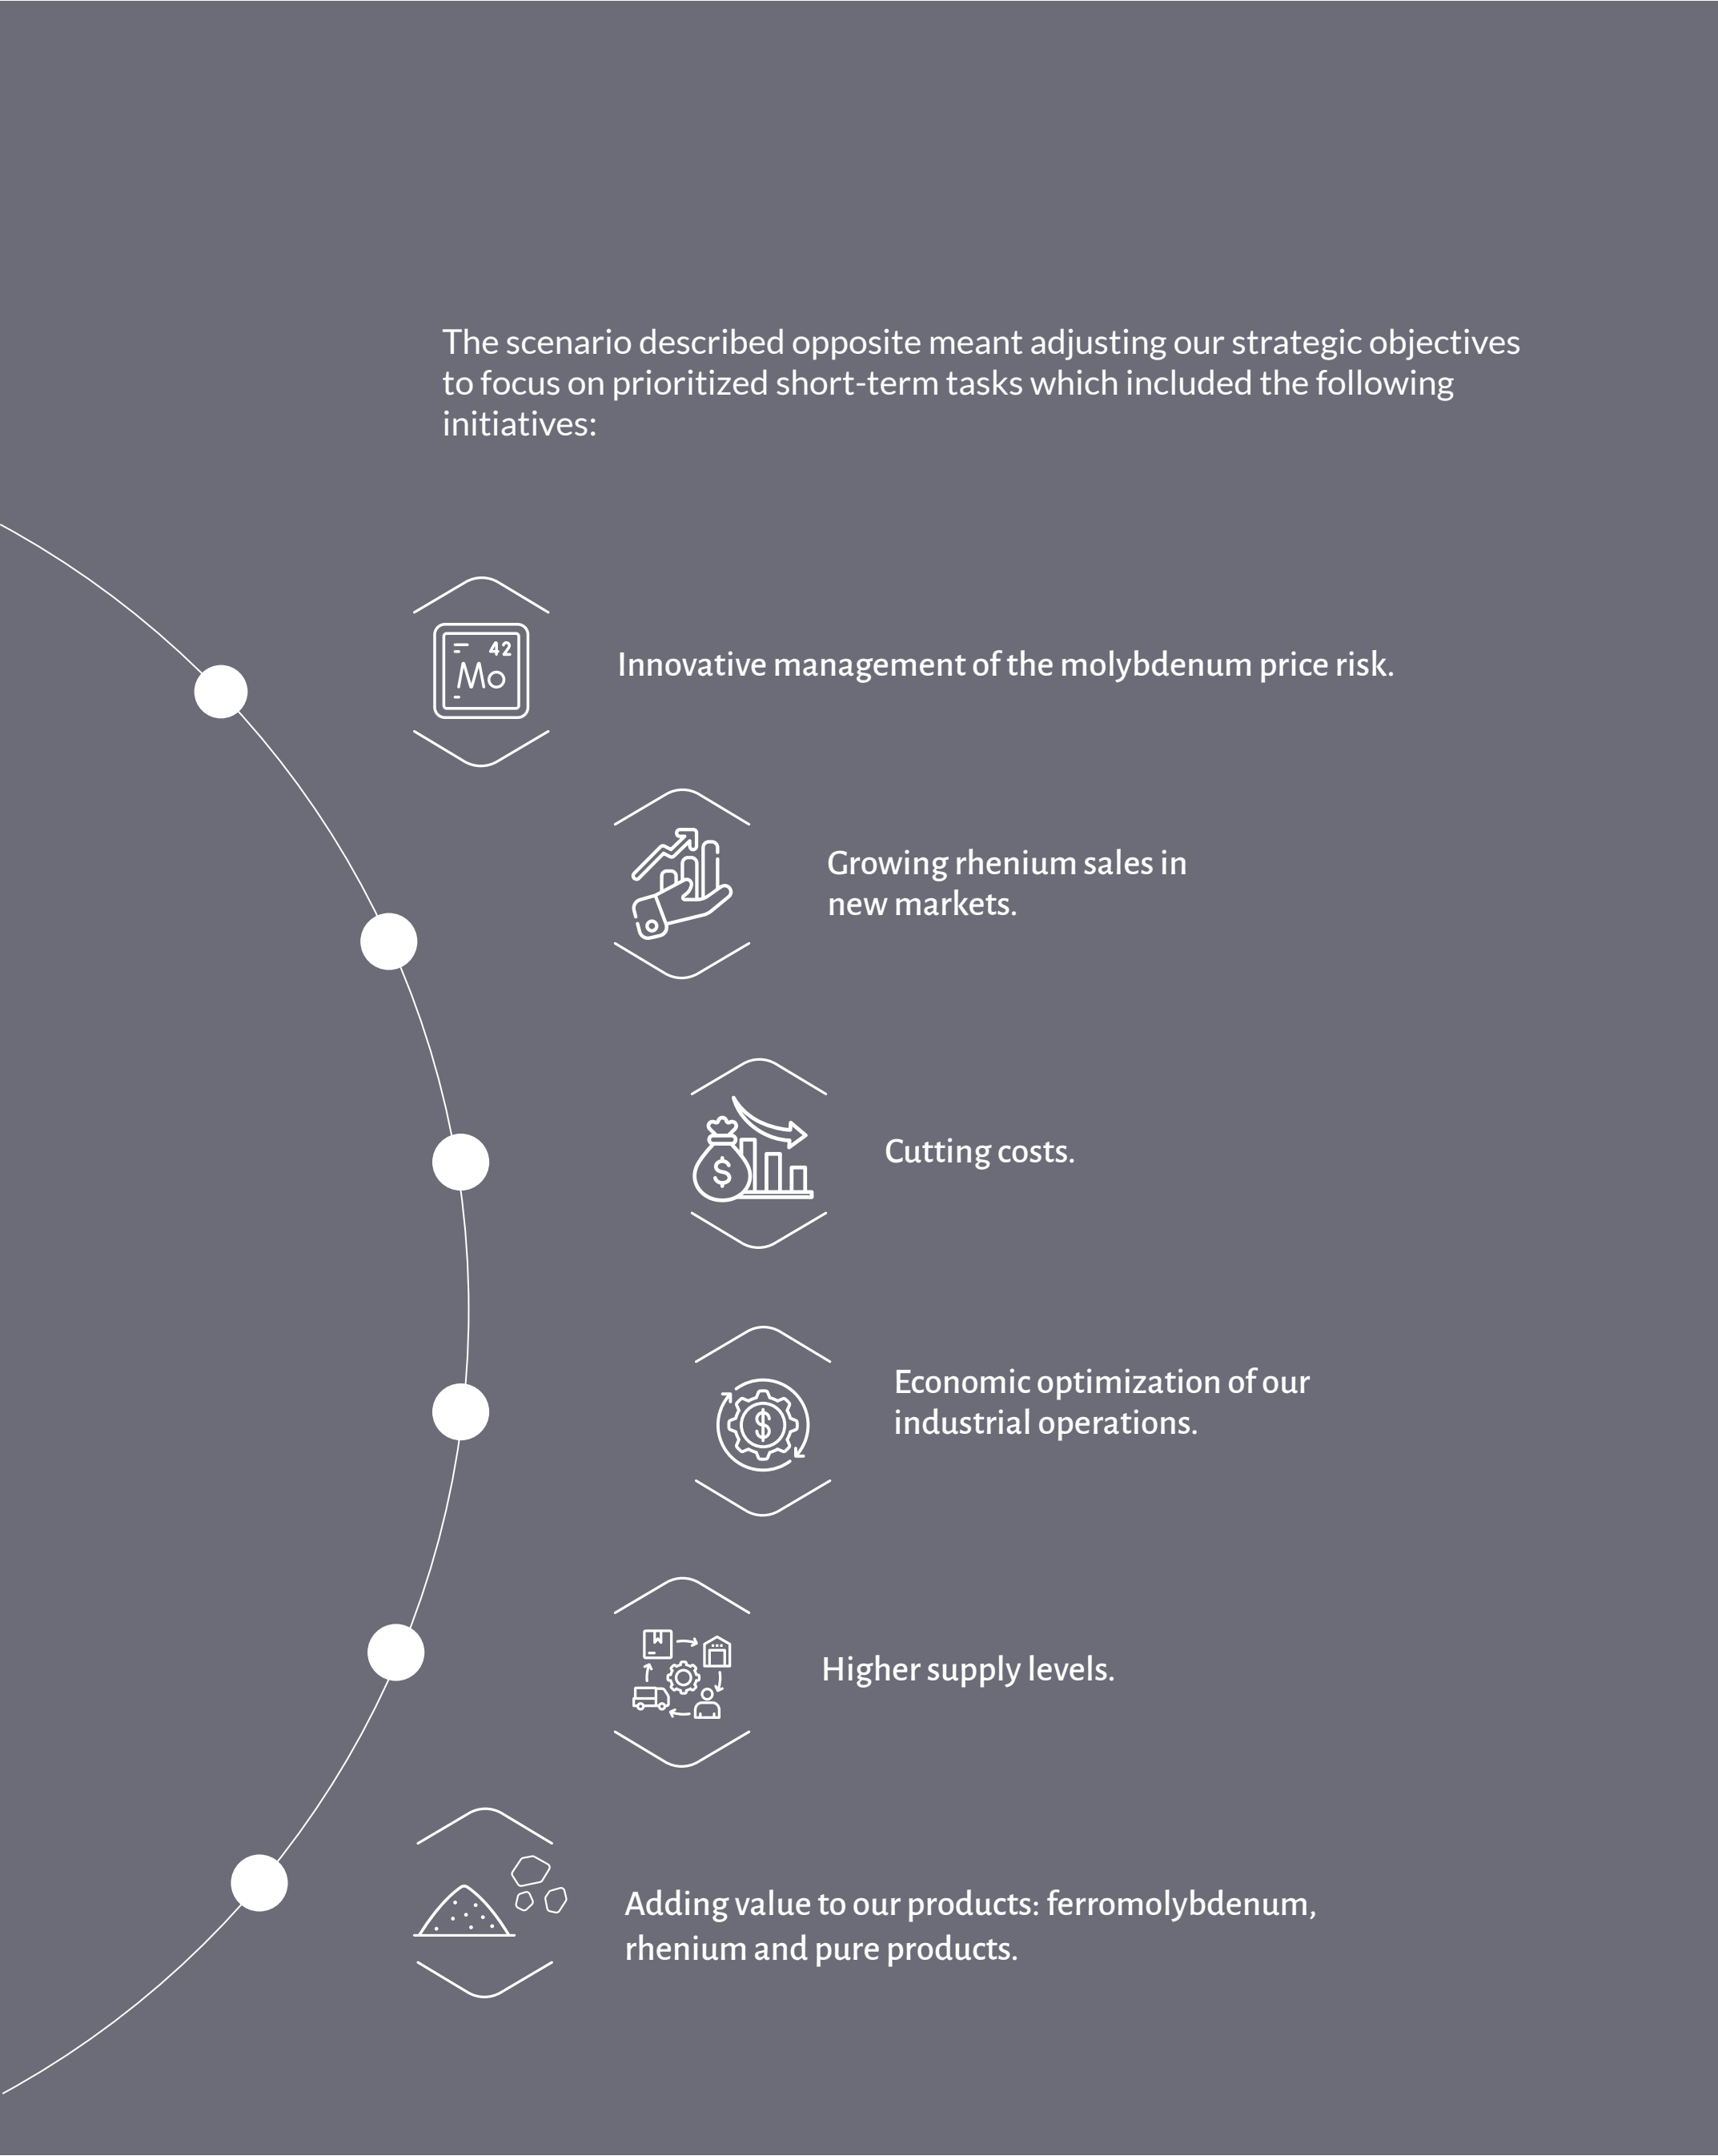 The scenario described opposite meant adjusting our strategic objectives
to focus on prioritized short-term tasks which included the following
initiatives:
42
Mo
Innovative management of the molybdenum price risk.
Growing rhenium sales in
new markets.
$
Cutting costs.
$
Economic optimization of our
industrial operations.
Higher supply levels.
Adding value to our products: ferromolybdenum,
rhenium and pure products.